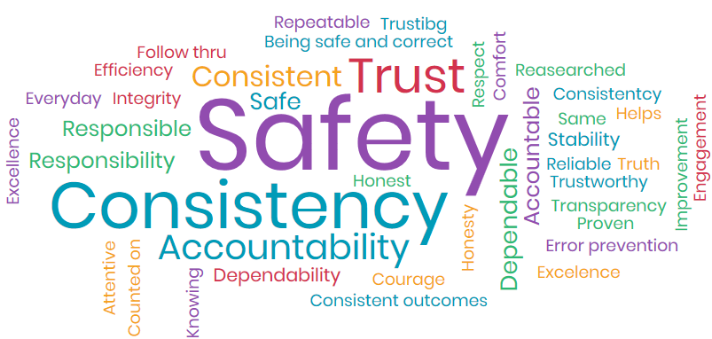 Repeatable
Trustibg
Being safe and correct
Follow thru
Efficiency
Consistent
Trust
Respect
Comfort
Reasearched
Everyday
Integrity
Safe
Consistentcy
Excellence
Responsible
Safety
Accountable
Same
Helps
Stability
Responsibility
Honest
Reliable
Truth
Trustworthy
Improvement
Engagement
Consistency
Dependable
Transparency
Proven
Accountability
Honesty
Error prevention
Attentive
Counted on
Knowing
Dependability
Courage
Excelence
Consistent outcomes